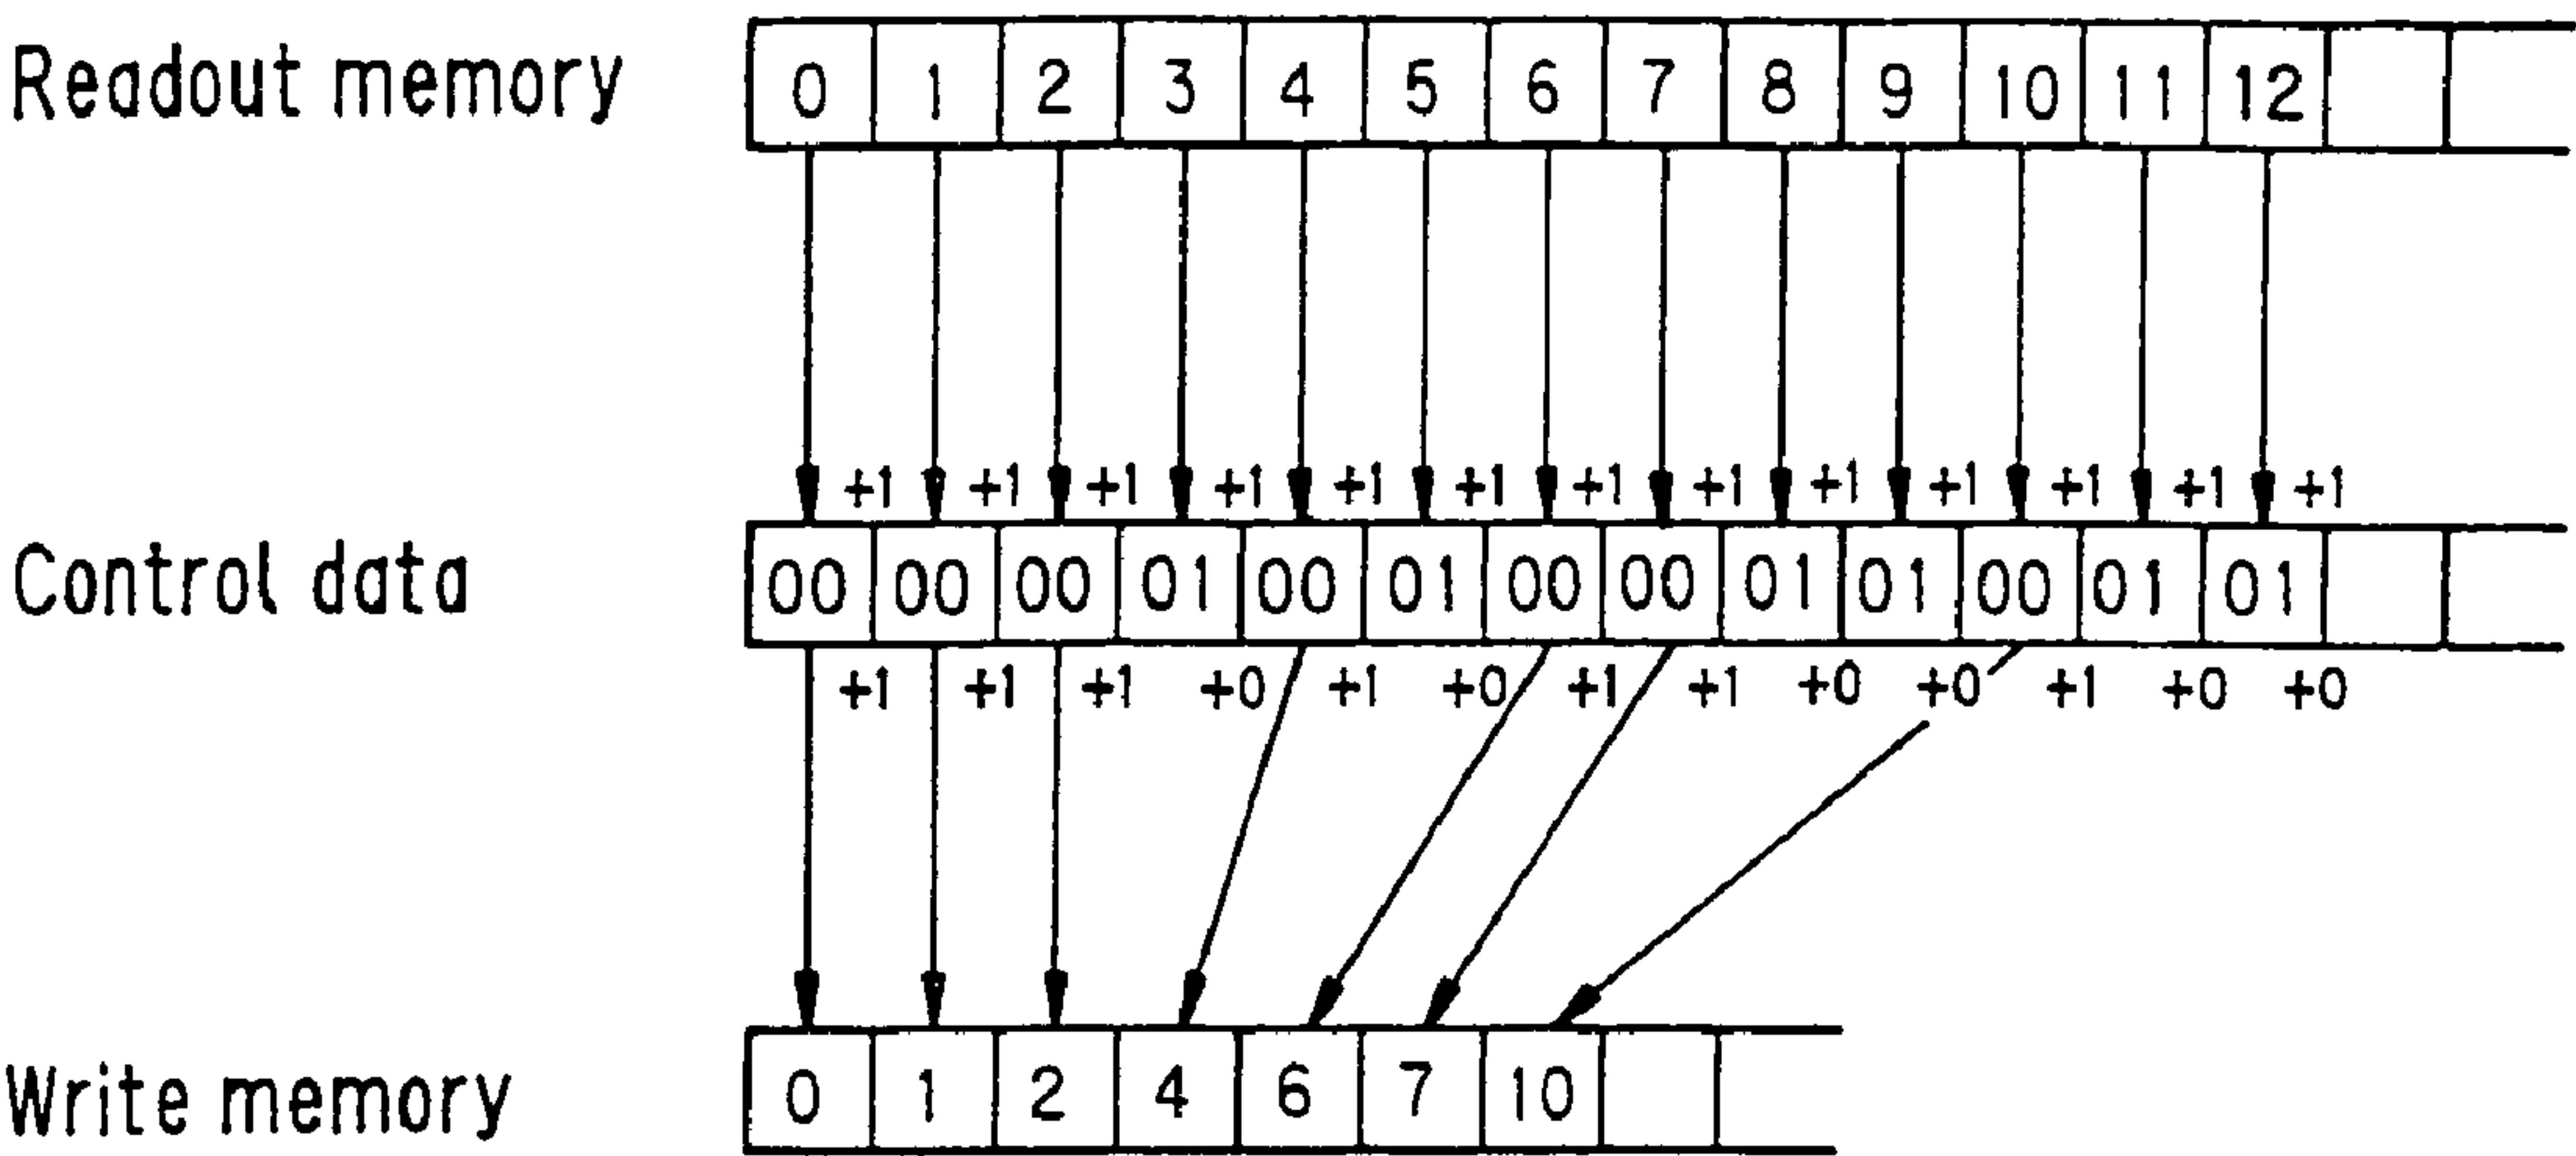 Readout memory 0 1 2 3 4 5 6 7 8 9 10 11 12
+1 +1 +1 +1 +1 +1 +1 +1 +1 +1 +1 +1 +1
Control data 00 00 00 01 00 01 00 00 01 01 00 01 01
+1 +1 +1 +0 +1 +0 +1 +1 +0 +0 +1 +0 +0
Write memory 0 1 2 4 6 7 10